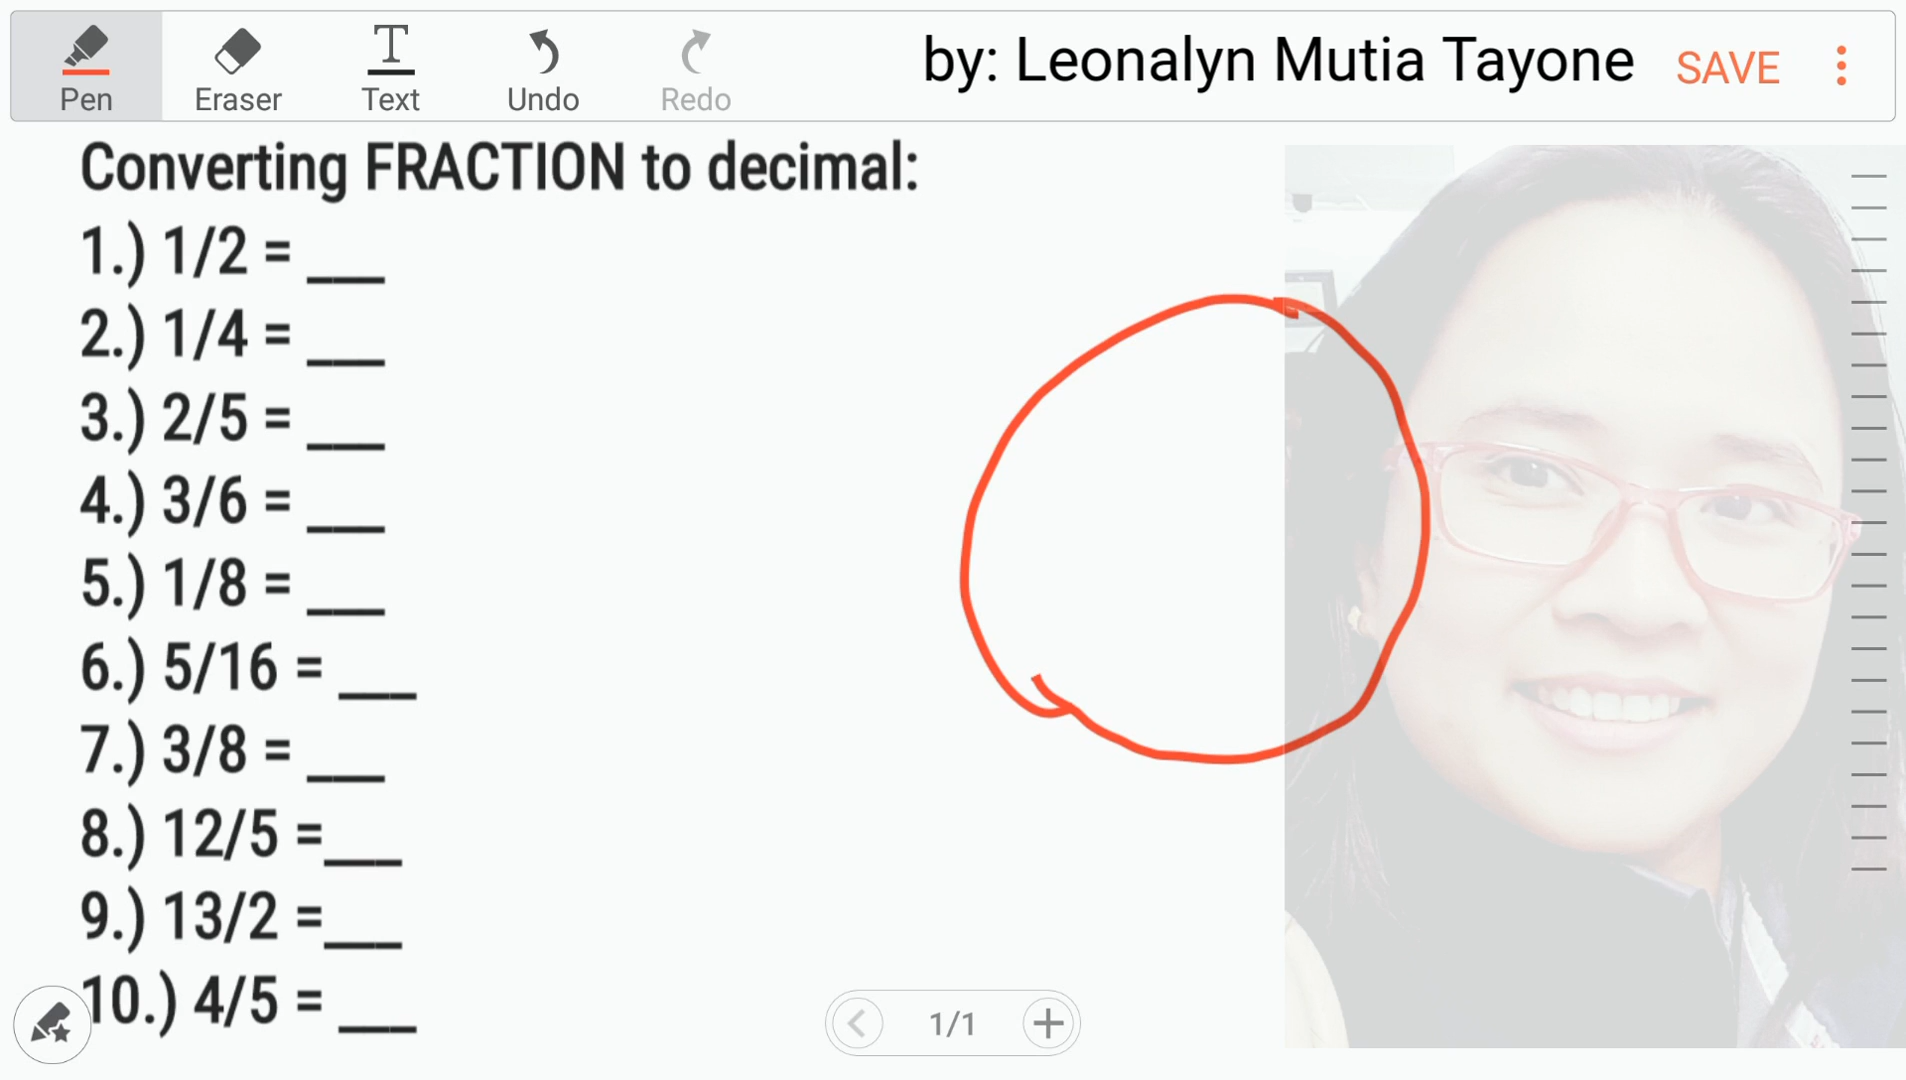 Pen Eraser Text Undo Redo by: Leonalyn Mutia Tayone SAVE
Converting FRACTION to decimal:
1.) 1/2 = ___
2.) 1/4 = ___
3.) 2/5 = ___
4.) 3/6 = ___
5.) 1/8 = ___
6.) 5/16 = ___
7.) 3/8 = ___
8.) 12/5 =___
9.) 13/2 =___
10.) 4/5 = ___
1/1